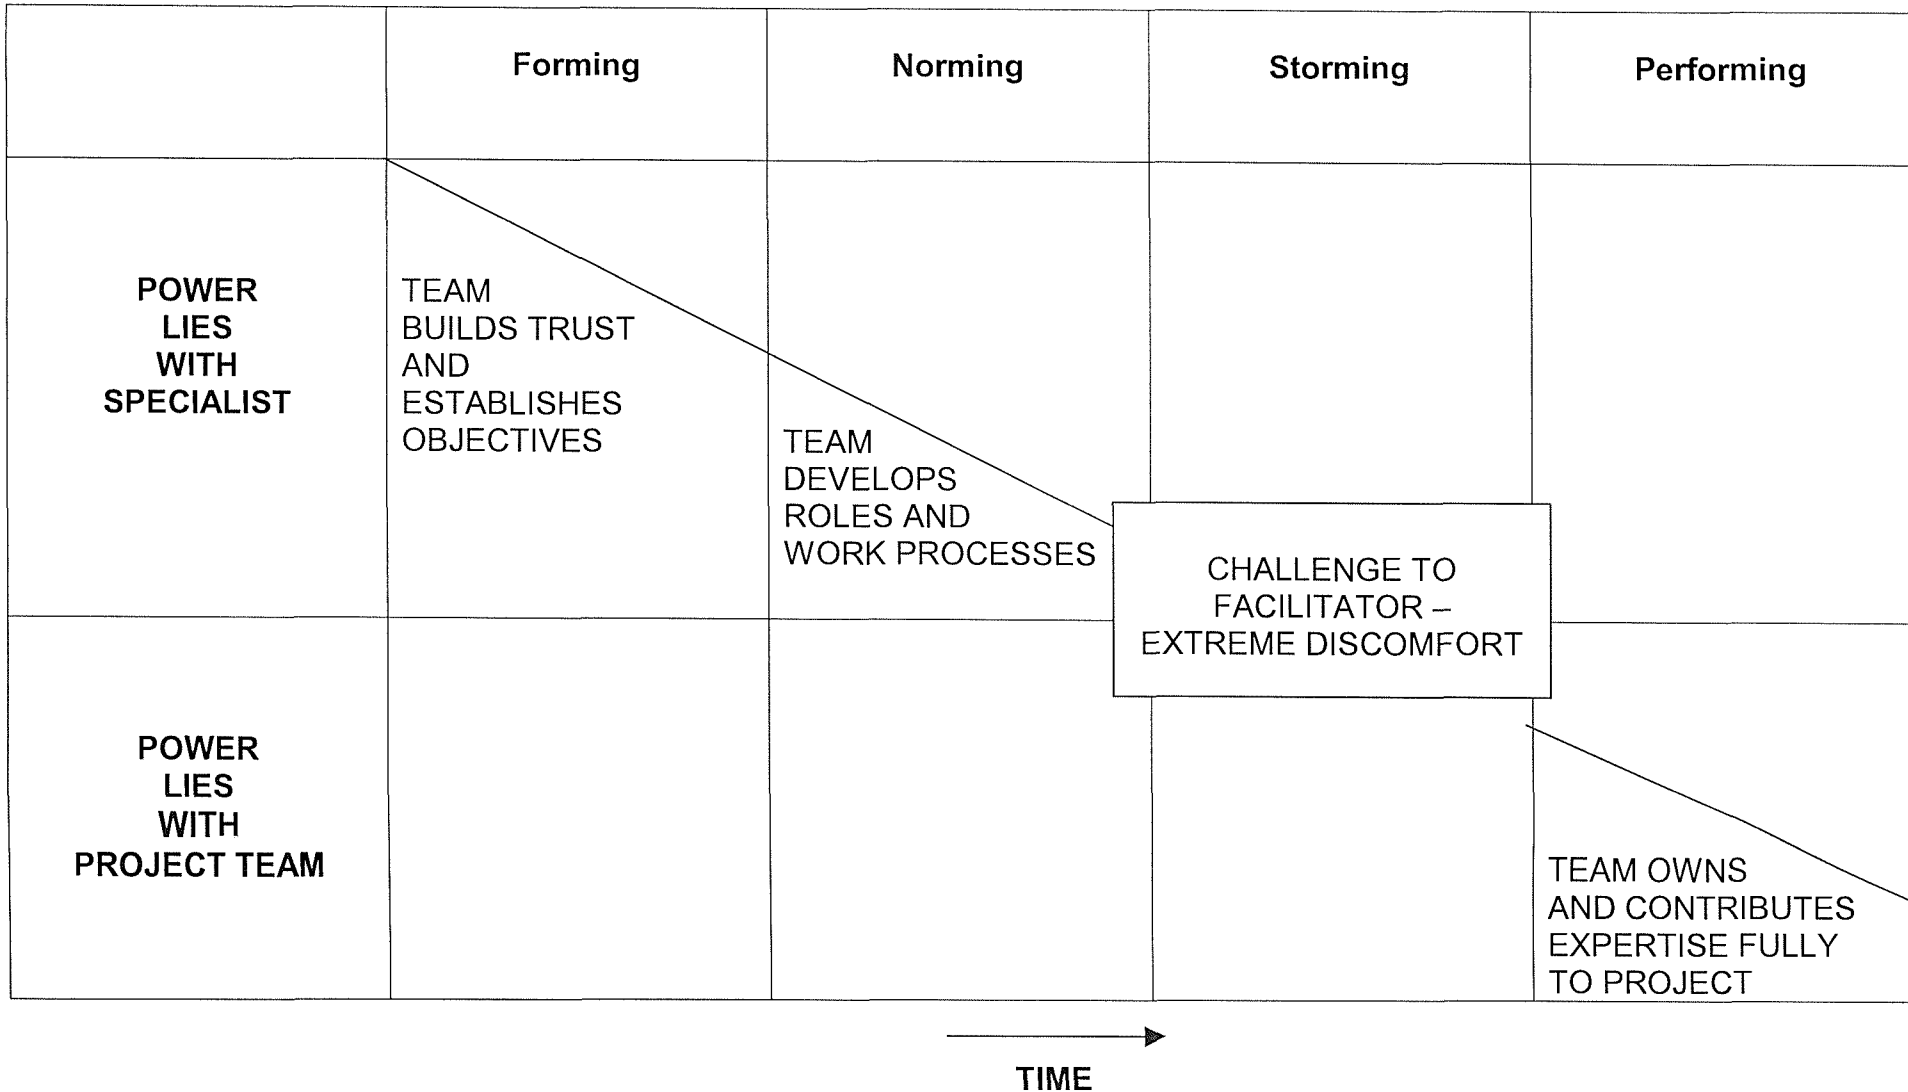 Forming
Norming
Storming
Performing
POWER
LIES
WITH
SPECIALIST
TEAM
BUILDS TRUST
AND
ESTABLISHES
OBJECTIVES
TEAM
DEVELOPS
ROLES AND
WORK PROCESSES
CHALLENGE TO
FACILITATOR –
EXTREME DISCOMFORT
POWER
LIES
WITH
PROJECT TEAM
TEAM OWNS
AND CONTRIBUTES
EXPERTISE FULLY
TO PROJECT
TIME